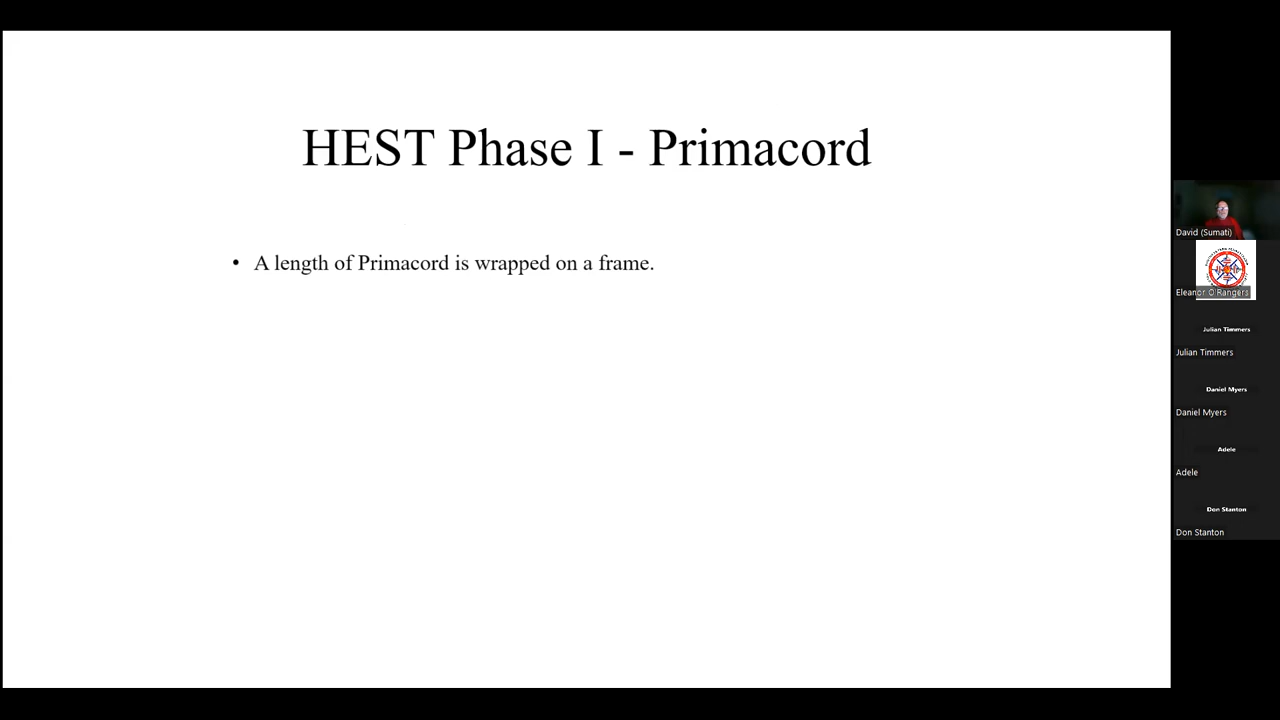 HEST Phase I - Primacord
• A length of Primacord is wrapped on a frame.
David (Sumati)
Eleanor O'Rangers
Julian Timmers
Julian Timmers
Daniel Myers
Daniel Myers
Adele
Adele
Don Stanton
Don Stanton